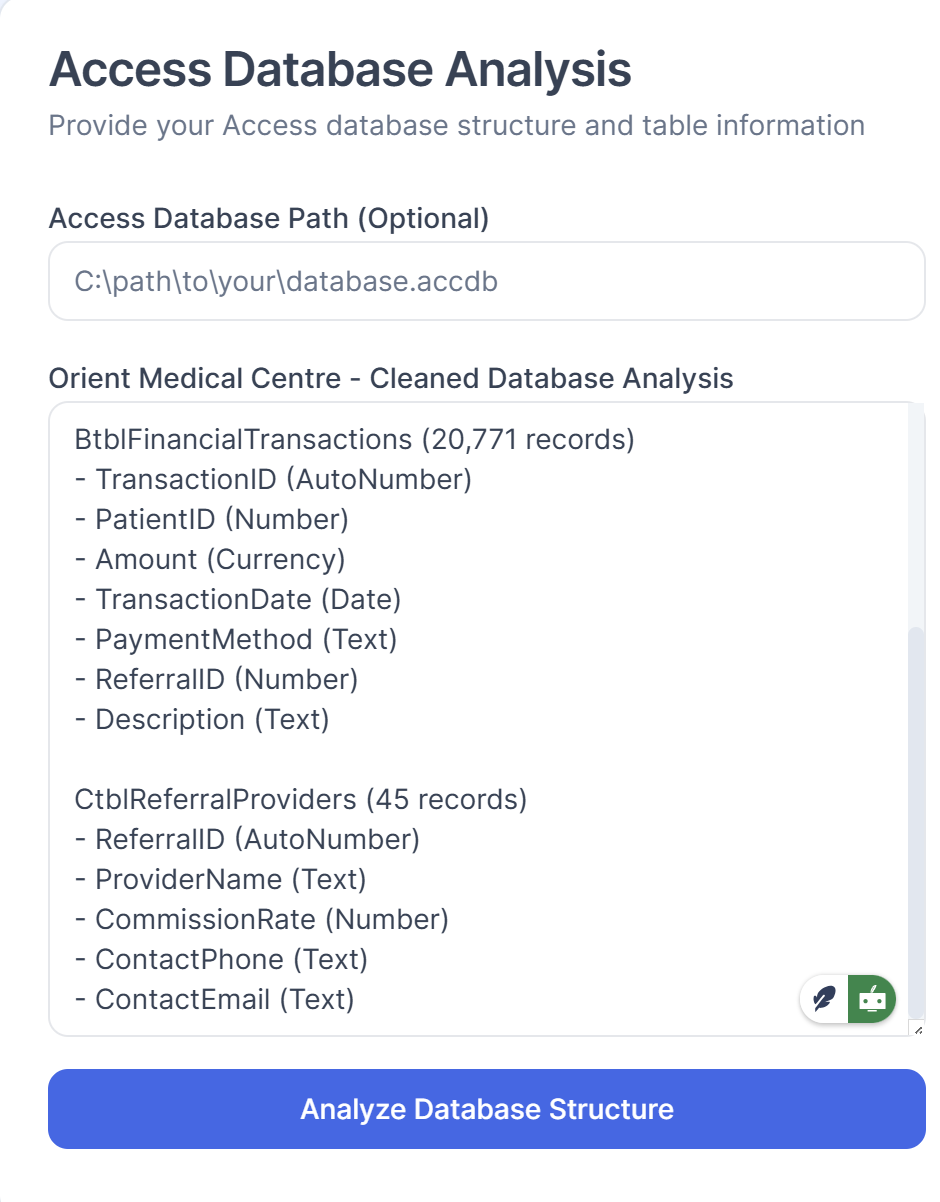 Access Database Analysis
Provide your Access database structure and table information
Access Database Path (Optional)
C:\path\to\your\database.accdb
Orient Medical Centre - Cleaned Database Analysis
BtblFinancialTransactions (20,771 records)
- TransactionID (AutoNumber)
- PatientID (Number)
- Amount (Currency)
- TransactionDate (Date)
- PaymentMethod (Text)
- ReferralID (Number)
- Description (Text)
CtblReferralProviders (45 records)
- ReferralID (AutoNumber)
- ProviderName (Text)
- CommissionRate (Number)
- ContactPhone (Text)
- ContactEmail (Text)
Analyze Database Structure